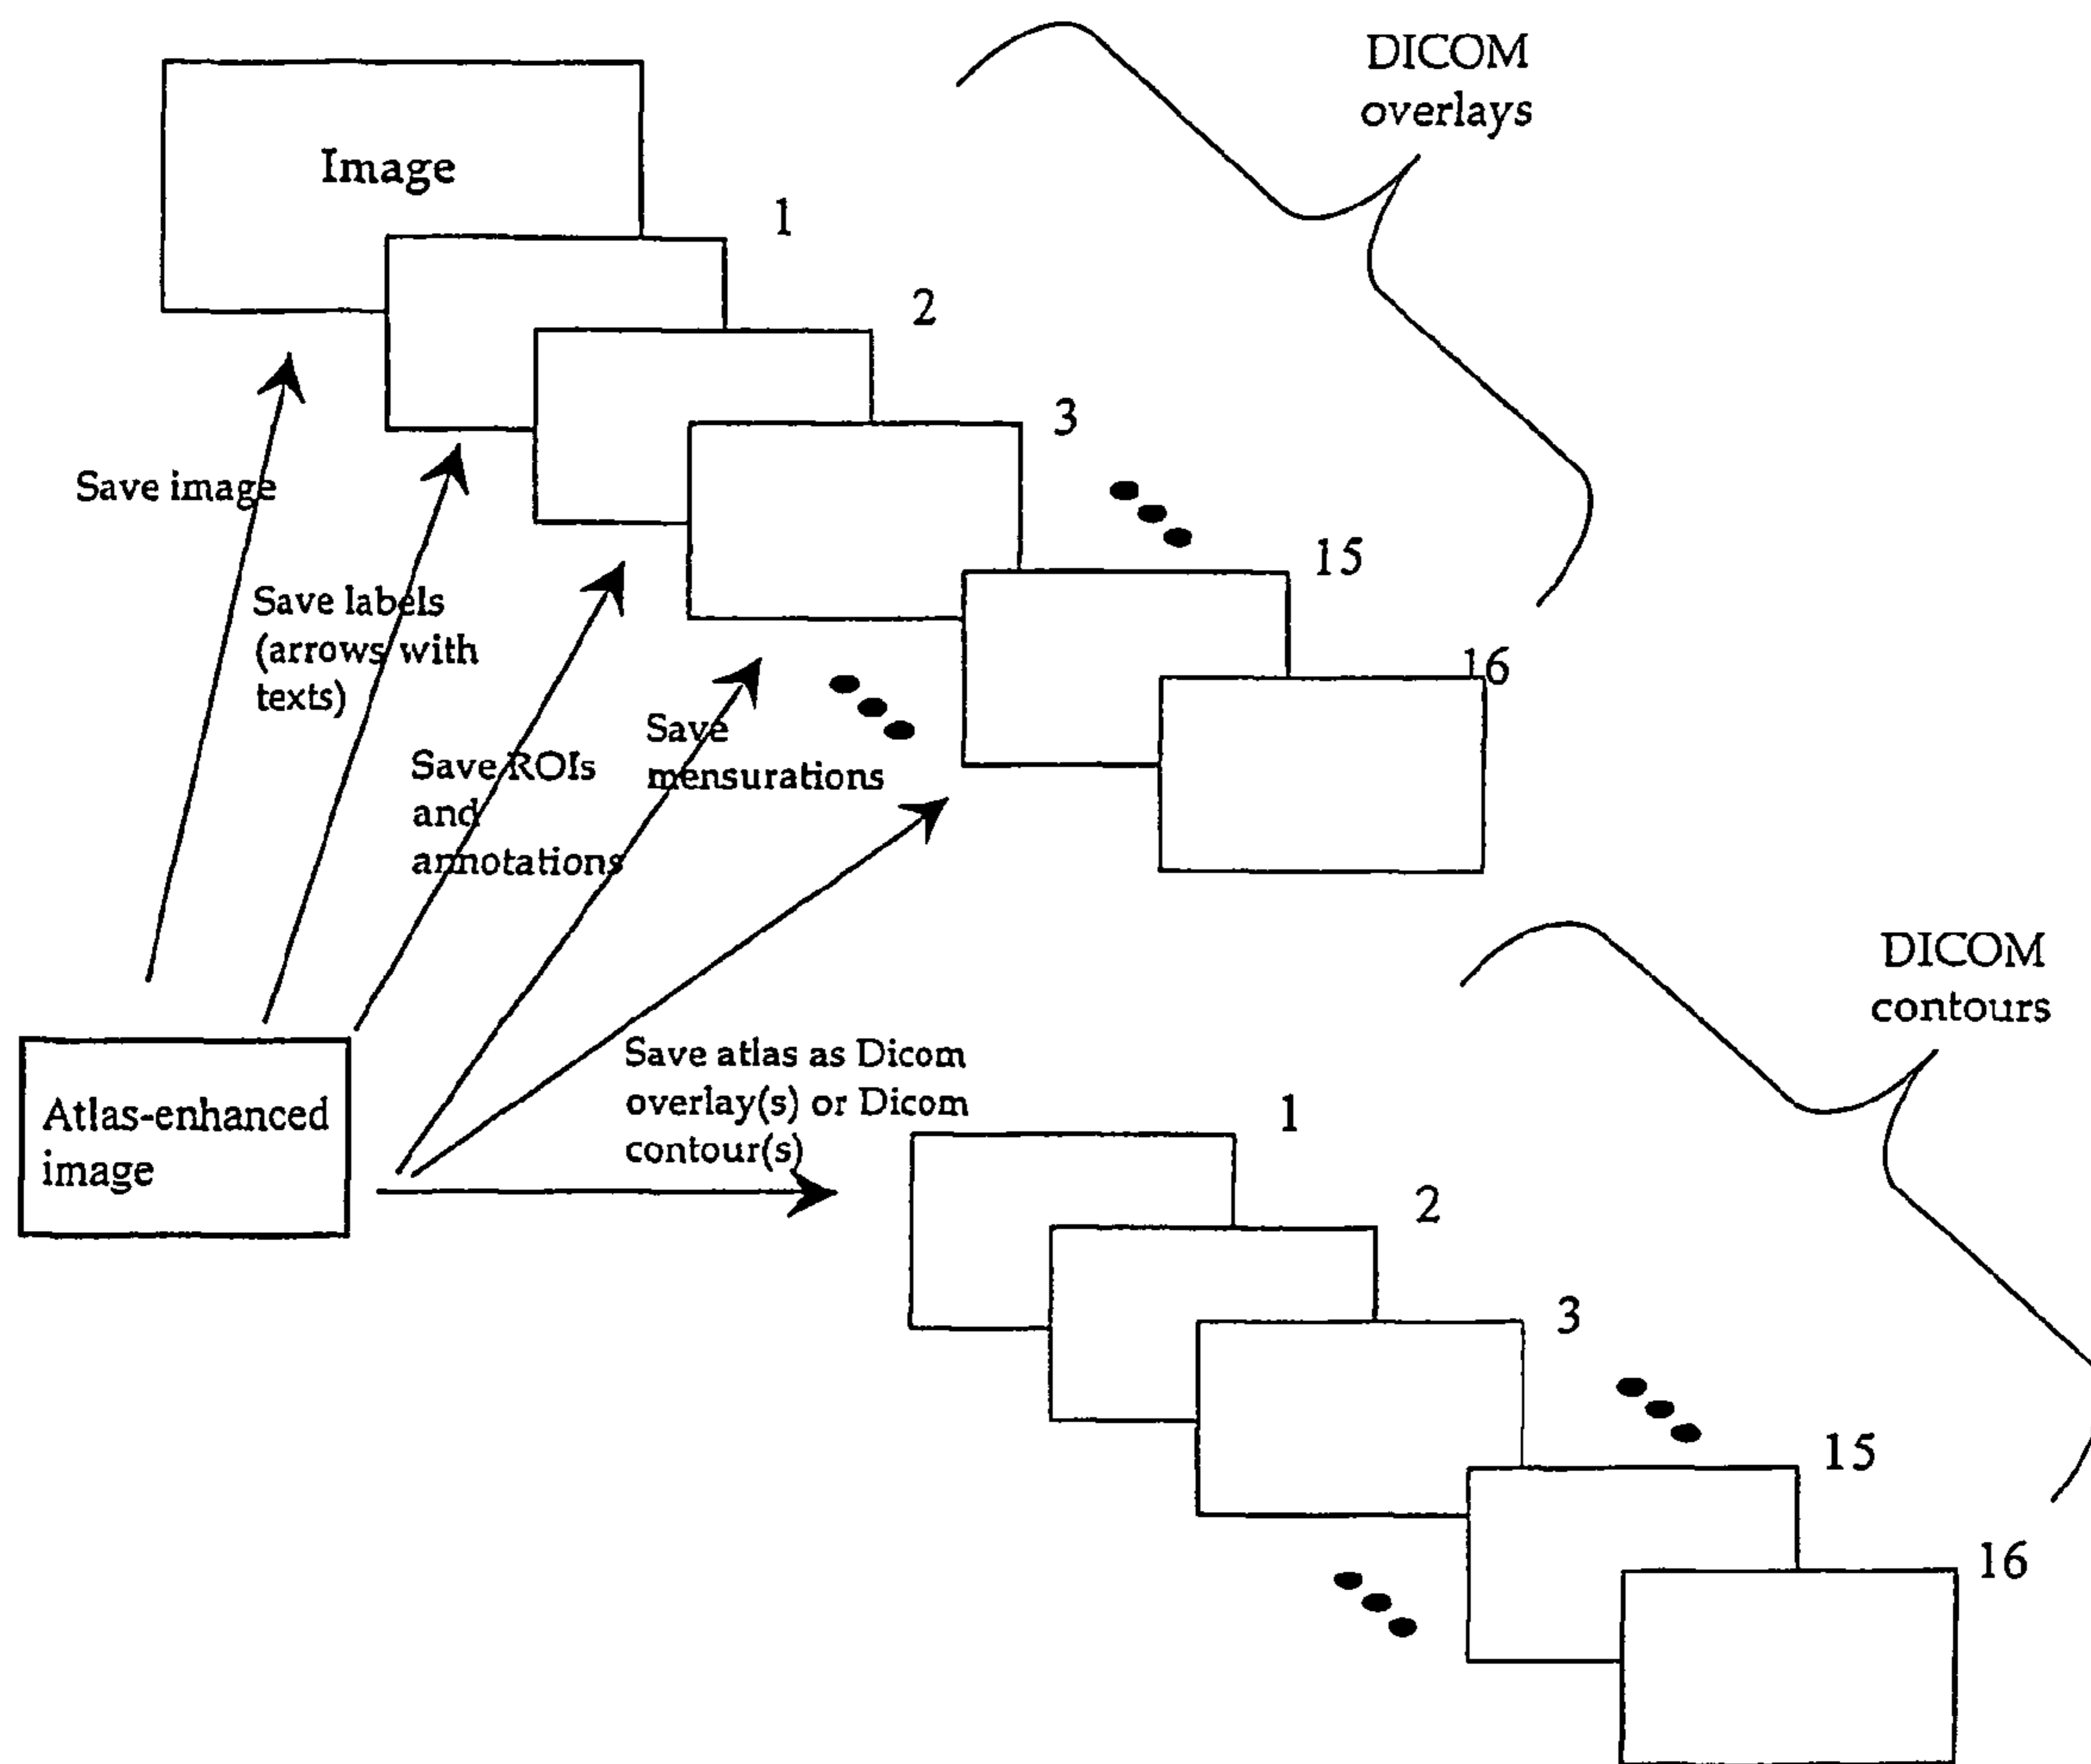 DICOM
overlays
Image
1
2
3
15
16
Save image
Save labels
(arrows with
texts)
Save ROIs
and
annotations
Save
mensurations
Atlas-enhanced
image
Save atlas as Dicom
overlay(s) or Dicom
contour(s)
DICOM
contours
1
2
3
15
16